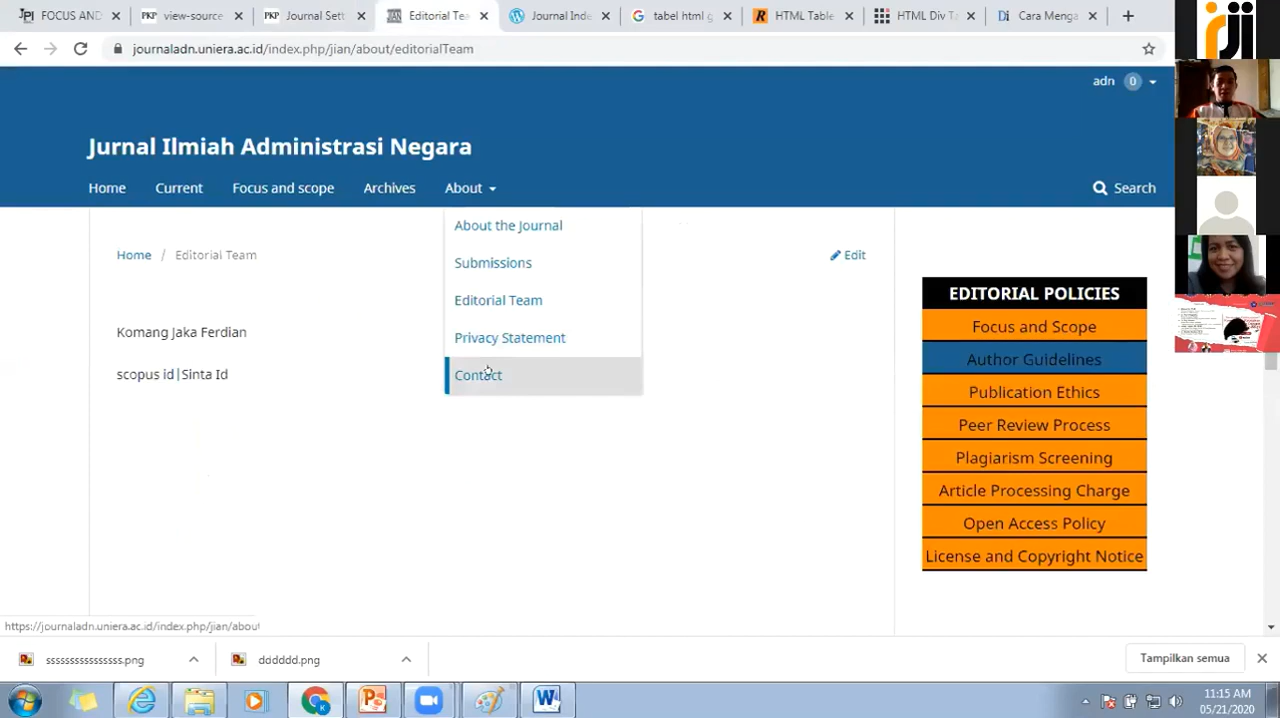 FOCUS AND
view-source
Journal Sett
Editorial Tea
Journal Inde
tabel html g
HTML Table
HTML Div Ta
Cara Menga
journaladn.uniera.ac.id/index.php/jian/about/editorialTeam
adn 0
Jurnal Ilmiah Administrasi Negara
Home Current Focus and scope Archives About Search
About the Journal
Submissions
Editorial Team
Privacy Statement
Contact
Home / Editorial Team
Edit
Komang Jaka Ferdian
scopus id|Sinta Id
EDITORIAL POLICIES
Focus and Scope
Author Guidelines
Publication Ethics
Peer Review Process
Plagiarism Screening
Article Processing Charge
Open Access Policy
License and Copyright Notice
https://journaladn.uniera.ac.id/index.php/jian/about
sssssssssssssss.png
dddddd.png
Tampilkan semua
11:15 AM
05/21/2020